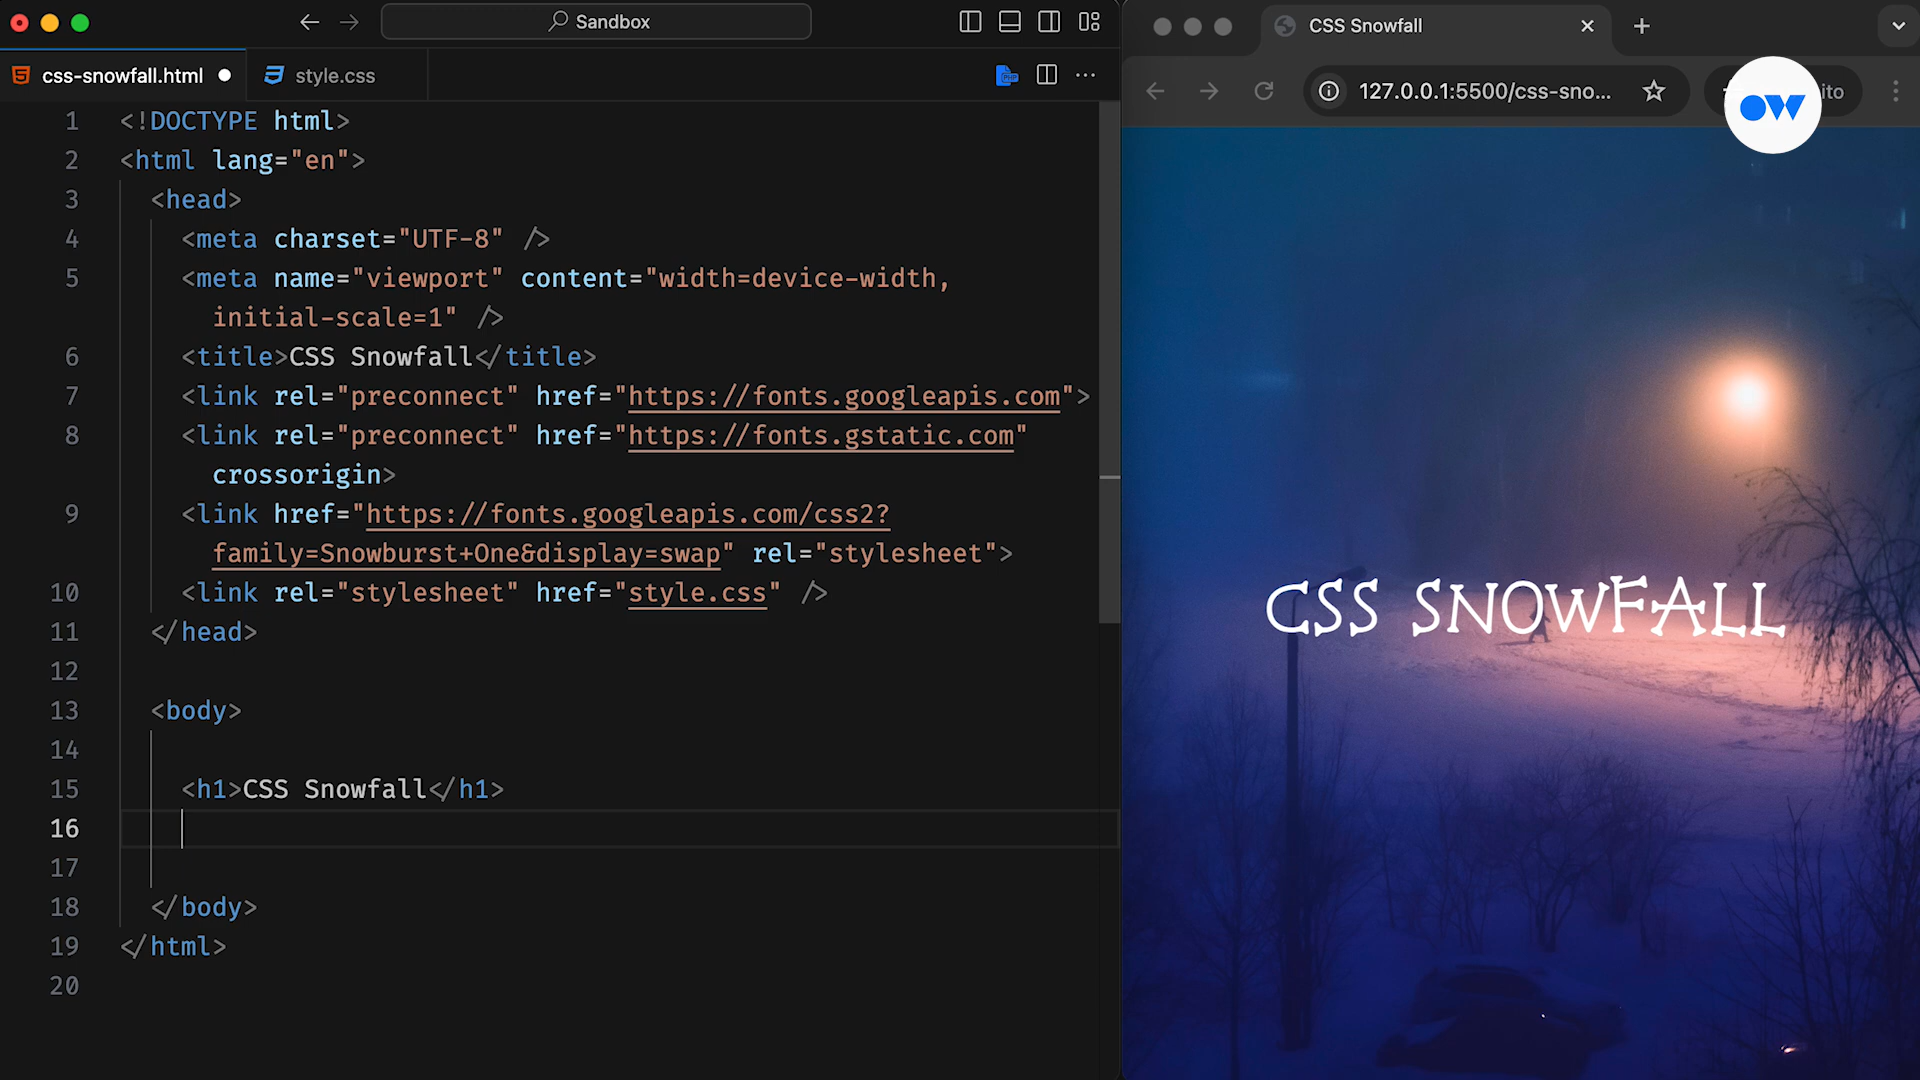 Sandbox
css-snowfall.html
style.css
1 <!DOCTYPE html>
2 <html lang="en">
3 <head>
4 <meta charset="UTF-8" />
5 <meta name="viewport" content="width=device-width,
initial-scale=1" />
6 <title>CSS Snowfall</title>
7 <link rel="preconnect" href="https://fonts.googleapis.com">
8 <link rel="preconnect" href="https://fonts.gstatic.com"
crossorigin>
9 <link href="https://fonts.googleapis.com/css2?
family=Snowburst+One&display=swap" rel="stylesheet">
10 <link rel="stylesheet" href="style.css" />
11 </head>
12
13 <body>
14
15 <h1>CSS Snowfall</h1>
16
17
18 </body>
19 </html>
20
CSS Snowfall
127.0.0.1:5500/css-sno...
ito
OW
CSS SNOWFALL